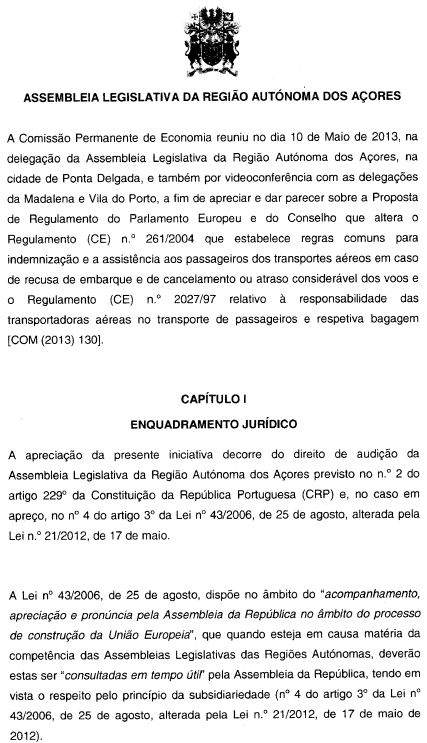 ASSEMBLEIA LEGISLATIVA DA REGIÃO AUTÓNOMA DOS AÇORES
A Comissão Permanente de Economia reuniu no dia 10 de Maio de 2013, na
delegação da Assembleia Legislativa da Região Autónoma dos Açores, na
cidade de Ponta Delgada, e também por videoconferência com as delegações
da Madalena e Vila do Porto, a fim de apreciar e dar parecer sobre a Proposta
de Regulamento do Parlamento Europeu e do Conselho que altera o
Regulamento (CE) n.º 261/2004 que estabelece regras comuns para
indemnização e a assistência aos passageiros dos transportes aéreos em caso
de recusa de embarque e de cancelamento ou atraso considerável dos voos e
o Regulamento (CE) n.º 2027/97 relativo à responsabilidade das
transportadoras aéreas no transporte de passageiros e respetiva bagagem
[COM (2013) 130].
CAPÍTULO I
ENQUADRAMENTO JURÍDICO
A apreciação da presente iniciativa decorre do direito de audição da
Assembleia Legislativa da Região Autónoma dos Açores previsto no n.º 2 do
artigo 229º da Constituição da República Portuguesa (CRP) e, no caso em
apreço, no nº 4 do artigo 3º da Lei nº 43/2006, de 25 de agosto, alterada pela
Lei n.º 21/2012, de 17 de maio.
A Lei nº 43/2006, de 25 de agosto, dispõe no âmbito do “acompanhamento,
apreciação e pronúncia pela Assembleia da República no âmbito do processo
de construção da União Europeia”, que quando esteja em causa matéria da
competência das Assembleias Legislativas das Regiões Autónomas, deverão
estas ser “consultadas em tempo útil” pela Assembleia da República, tendo em
vista o respeito pelo princípio da subsidiariedade (nº 4 do artigo 3º da Lei nº
43/2006, de 25 de agosto, alterada pela Lei n.º 21/2012, de 17 de maio de
2012).